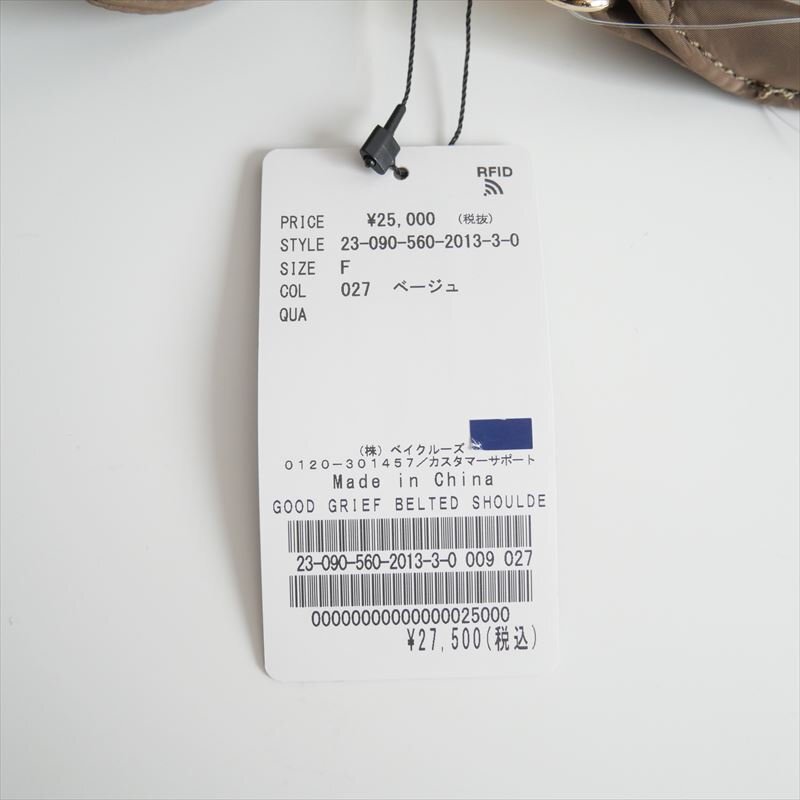 RFID
PRICE ¥25,000 (税抜)
STYLE 23-090-560-2013-3-0
SIZE F
COL 027 ベージュ
QUA
(株)ベイクルーズ
0120-301457/カスタマーサポート
Made in China
GOOD GRIEF BELTED SHOULDE
23-090-560-2013-3-0 009 027
00000000000000025000
¥27,500(税込)